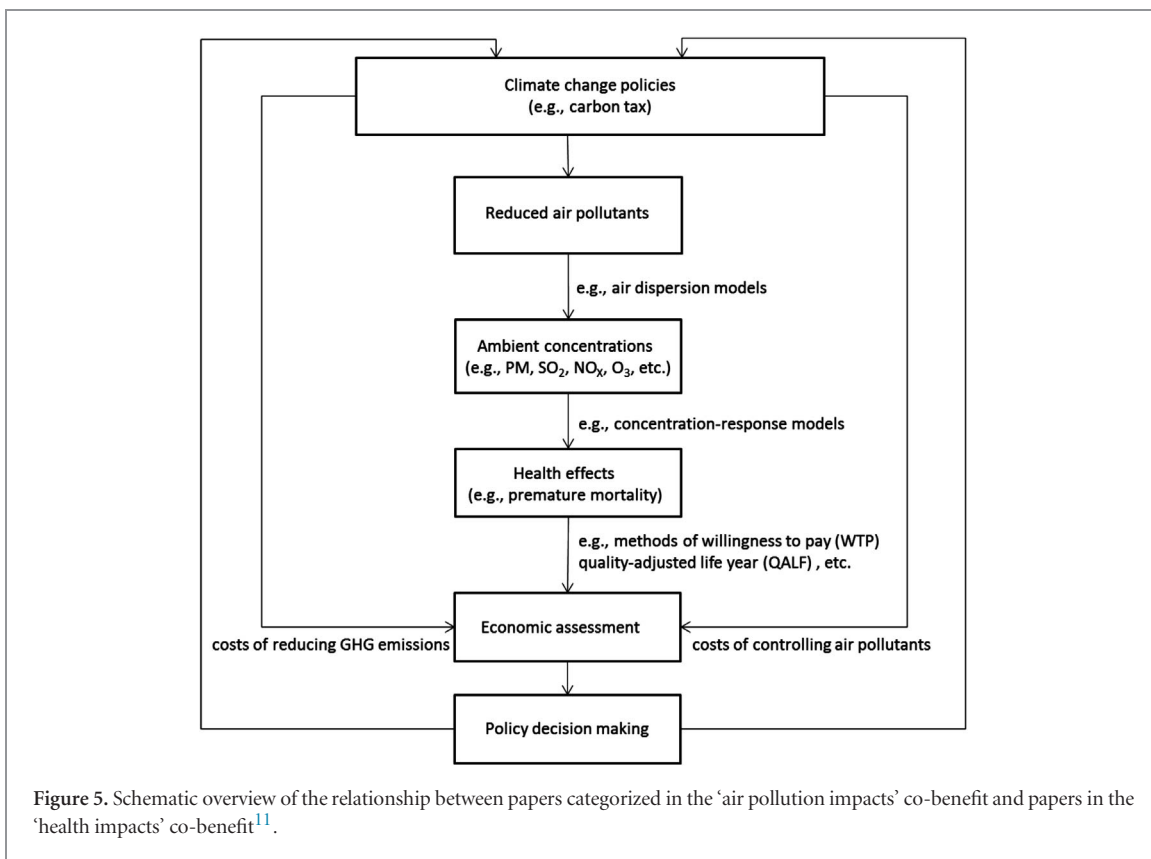 Climate change policies
(e.g., carbon tax)
Reduced air pollutants
e.g., air dispersion models
Ambient concentrations
(e.g., PM, SO₂, NOₓ, O₃, etc.)
e.g., concentration-response models
Health effects
(e.g., premature mortality)
e.g., methods of willingness to pay (WTP)
quality-adjusted life year (QALF) , etc.
Economic assessment
costs of reducing GHG emissions
costs of controlling air pollutants
Policy decision making
Figure 5. Schematic overview of the relationship between papers categorized in the ‘air pollution impacts’ co-benefit and papers in the
‘health impacts’ co-benefit¹¹.